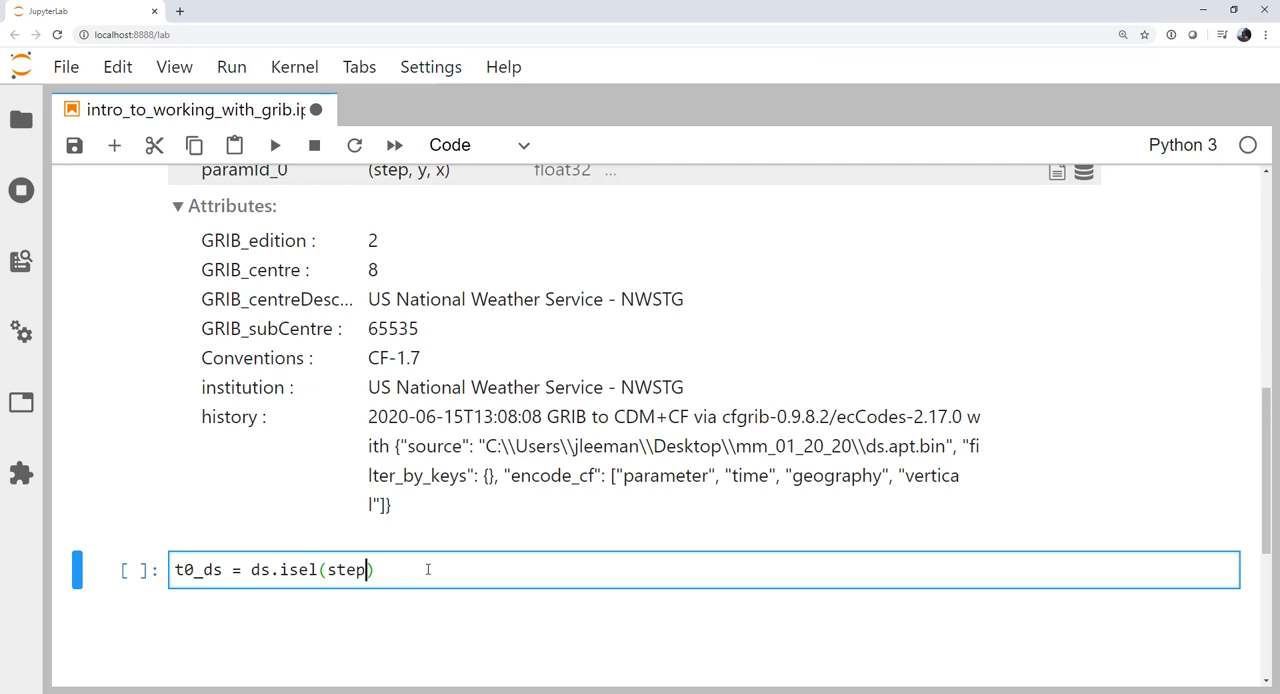 JupyterLab
localhost:8888/lab
File Edit View Run Kernel Tabs Settings Help
intro_to_working_with_grib.ip
Code Python 3
paramId_0 (step, y, x) float32 ...
Attributes:
GRIB_edition : 2
GRIB_centre : 8
GRIB_centreDesc... US National Weather Service - NWSTG
GRIB_subCentre : 65535
Conventions : CF-1.7
institution : US National Weather Service - NWSTG
history : 2020-06-15T13:08:08 GRIB to CDM+CF via cfgrib-0.9.8.2/ecCodes-2.17.0 w
ith {"source": "C:\\Users\\jleeman\\Desktop\\mm_01_20_20\\ds.apt.bin", "fi
lter_by_keys": {}, "encode_cf": ["parameter", "time", "geography", "vertica
l"]}
[ ]: t0_ds = ds.isel(step)